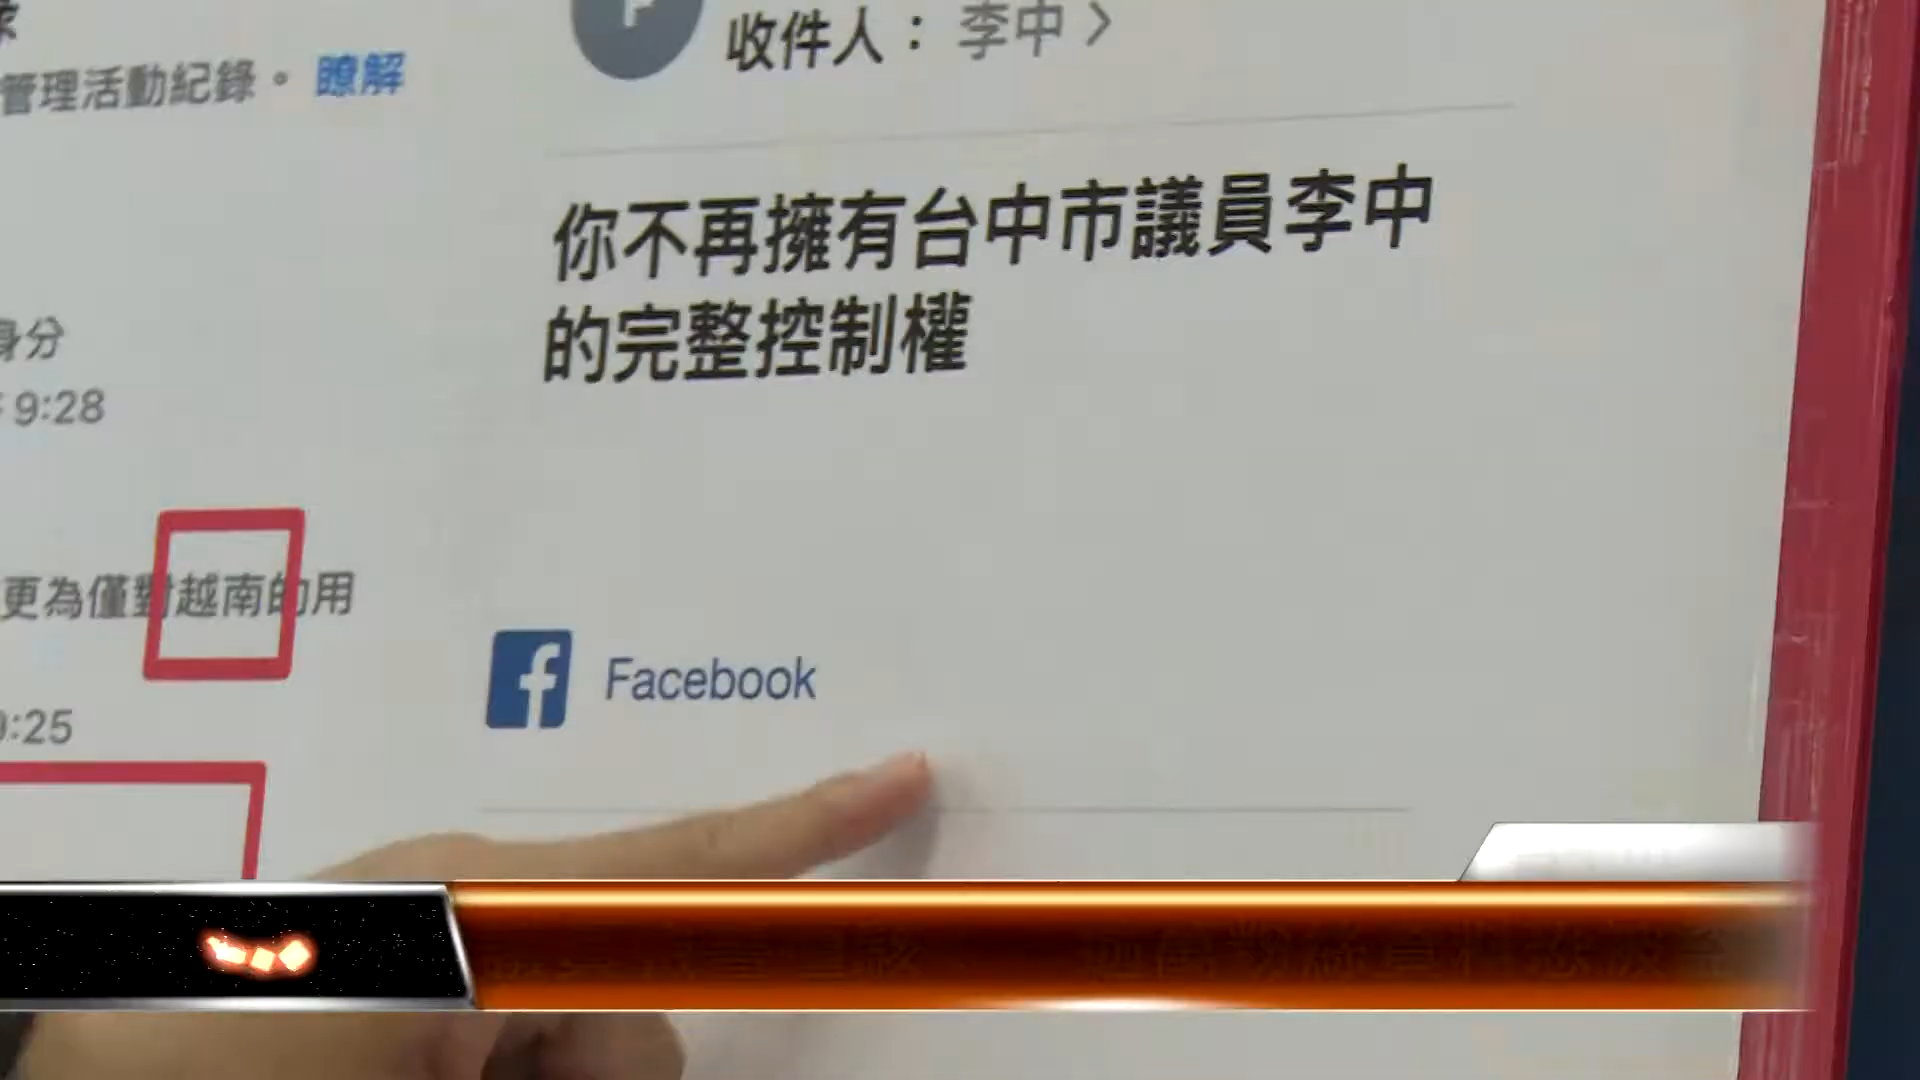 管理活動紀錄。瞭解
身分
9:28
更為僅對越南的用
9:25
收件人：李中
你不再擁有台中市議員李中
的完整控制權
Facebook